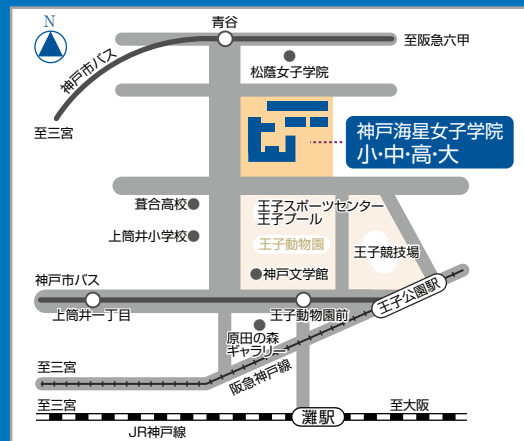 N
青谷
至阪急六甲
神戸市バス
松蔭女子学院
至三宮
神戸海星女子学院
小・中・高・大
葺合高校
王子スポーツセンター
王子プール
上筒井小学校
王子動物園
王子競技場
神戸文学館
神戸市バス
王子公園駅
上筒井一丁目
王子動物園前
原田の森
ギャラリー
至三宮
阪急神戸線
至三宮
灘駅
至大阪
JR神戸線